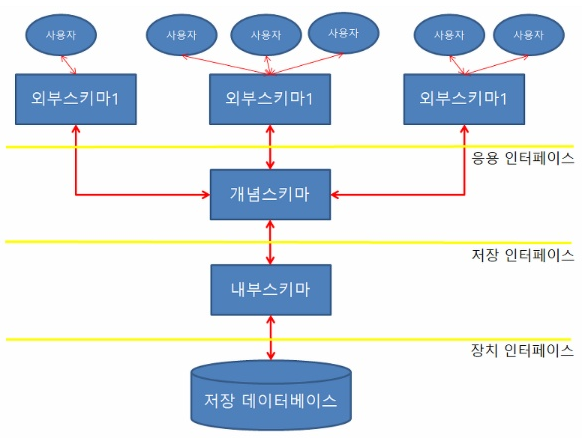 사용자
사용자
사용자
사용자
사용자
사용자
외부스키마1
외부스키마1
외부스키마1
응용 인터페이스
개념스키마
저장 인터페이스
내부스키마
장치 인터페이스
저장 데이터베이스